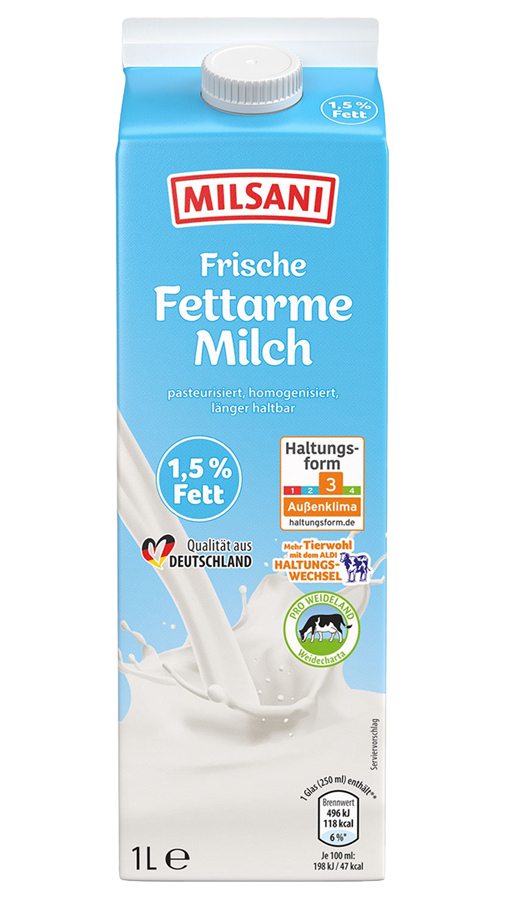 1,5%
Fett
MILSANI
Frische
Fettarme
Milch
pasteurisiert, homogenisiert,
länger haltbar
1,5%
Fett
Haltungs-
form
1 2 3 4
Außenklima
haltungsform.de
Qualität aus
DEUTSCHLAND
Mehr Tierwohl
mit dem ALDI
HALTUNGS-
WECHSEL
PRO WEIDELAND
Weidecharta
Serviervorschlag
1 Glas (250 ml) enthält**
Brennwert
496 kJ
118 kcal
6 %*
Je 100 ml:
198 kJ / 47 kcal
1L e